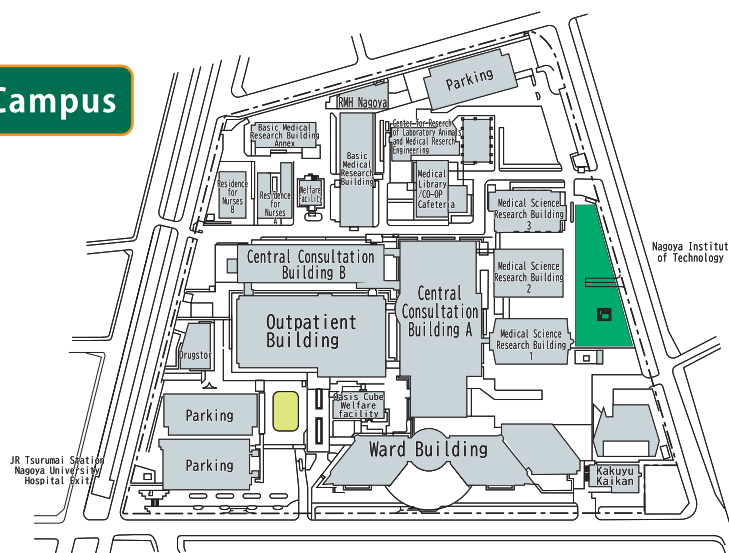 Campus
Parking
RMH Nagoya
Center for Reserch
of Laboratory Animals
and Medical Reserch
Engineering
Basic Medical
Research Building
Annex
Basic
Medical
Research
Building
Residence
for
Nurses
B
Residence
for
Nurses
A
Welfare
Facility
Medical
Library
/CO-OP
Cafeteria
Medical Science
Research Building
3
Nagoya Institut
of Technology
Central Consultation
Building B
Medical Science
Research Building
2
Central
Consultation
Building A
Outpatient
Building
Medical Science
Research Building
1
Drugstor
Oasis Cube
Welfare
facility
Parking
Ward Building
JR Tsurumai Station
Nagoya University
Hospital Exit
Parking
Kakuyu
Kaikan